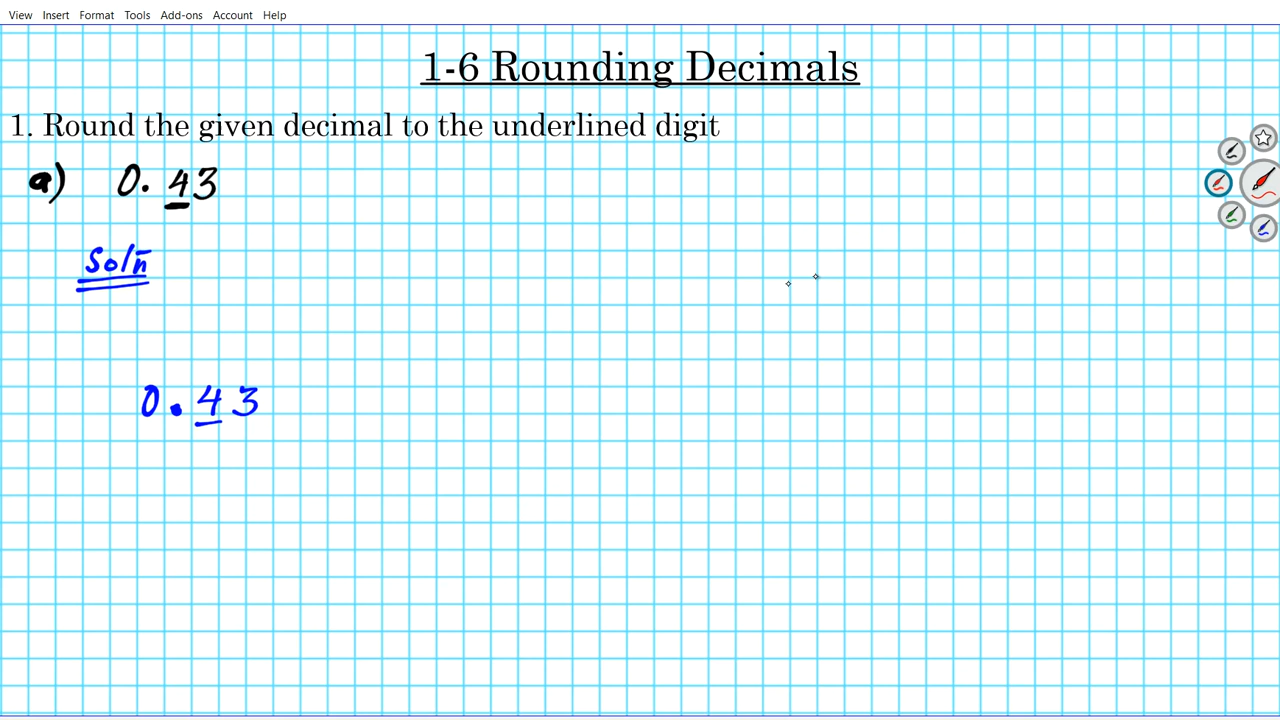 View Insert Format Tools Add-ons Account Help
1-6 Rounding Decimals
1. Round the given decimal to the underlined digit
a) 0.43
Solñ
0.43